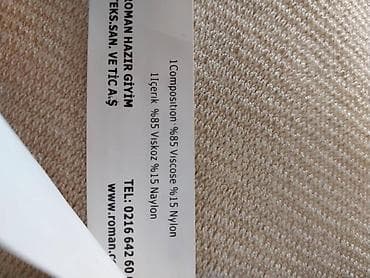 1Composition %85 Viscose %15 Nylon
1İçerik %85 Viskoz %15 Naylon
ROMAN HAZIR GİYİM
TEKS.SAN. VE TİC A.Ş
TEL: 0216 642 60
www.roman.c